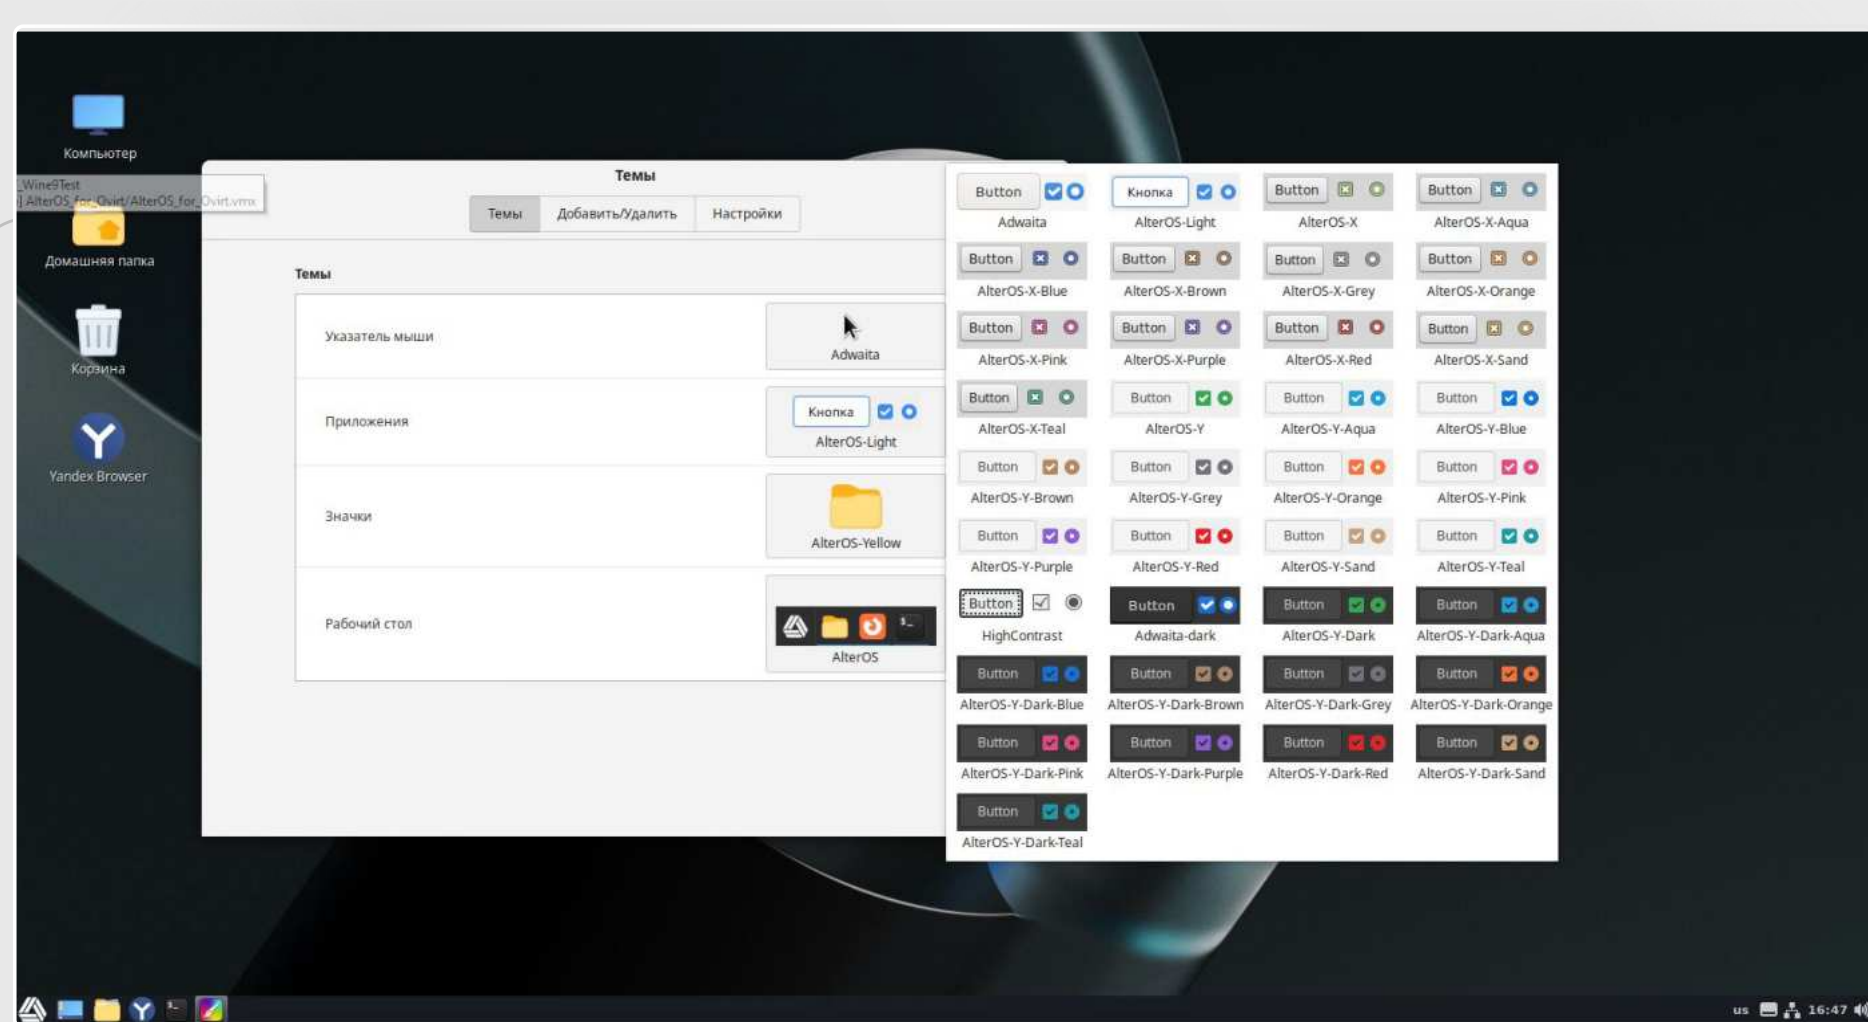 Компьютер
_Wine9Test
] AlterOS_for_Ovirt/AlterOS_for_Ovirt.vmx
Домашняя папка
Корзина
Yandex Browser
Темы
Темы Добавить/Удалить Настройки
Темы
Указатель мыши
Adwaita
Приложения
Кнопка
AlterOS-Light
Значки
AlterOS-Yellow
Рабочий стол
$_
AlterOS
Button Кнопка Button Button
Adwaita AlterOS-Light AlterOS-X AlterOS-X-Aqua
Button Button Button Button
AlterOS-X-Blue AlterOS-X-Brown AlterOS-X-Grey AlterOS-X-Orange
Button Button Button Button
AlterOS-X-Pink AlterOS-X-Purple AlterOS-X-Red AlterOS-X-Sand
Button Button Button Button
AlterOS-X-Teal AlterOS-Y AlterOS-Y-Aqua AlterOS-Y-Blue
Button Button Button Button
AlterOS-Y-Brown AlterOS-Y-Grey AlterOS-Y-Orange AlterOS-Y-Pink
Button Button Button Button
AlterOS-Y-Purple AlterOS-Y-Red AlterOS-Y-Sand AlterOS-Y-Teal
Button Button Button Button
HighContrast Adwaita-dark AlterOS-Y-Dark AlterOS-Y-Dark-Aqua
Button Button Button Button
AlterOS-Y-Dark-Blue AlterOS-Y-Dark-Brown AlterOS-Y-Dark-Grey AlterOS-Y-Dark-Orange
Button Button Button Button
AlterOS-Y-Dark-Pink AlterOS-Y-Dark-Purple AlterOS-Y-Dark-Red AlterOS-Y-Dark-Sand
Button
AlterOS-Y-Dark-Teal
$_
us 16:47